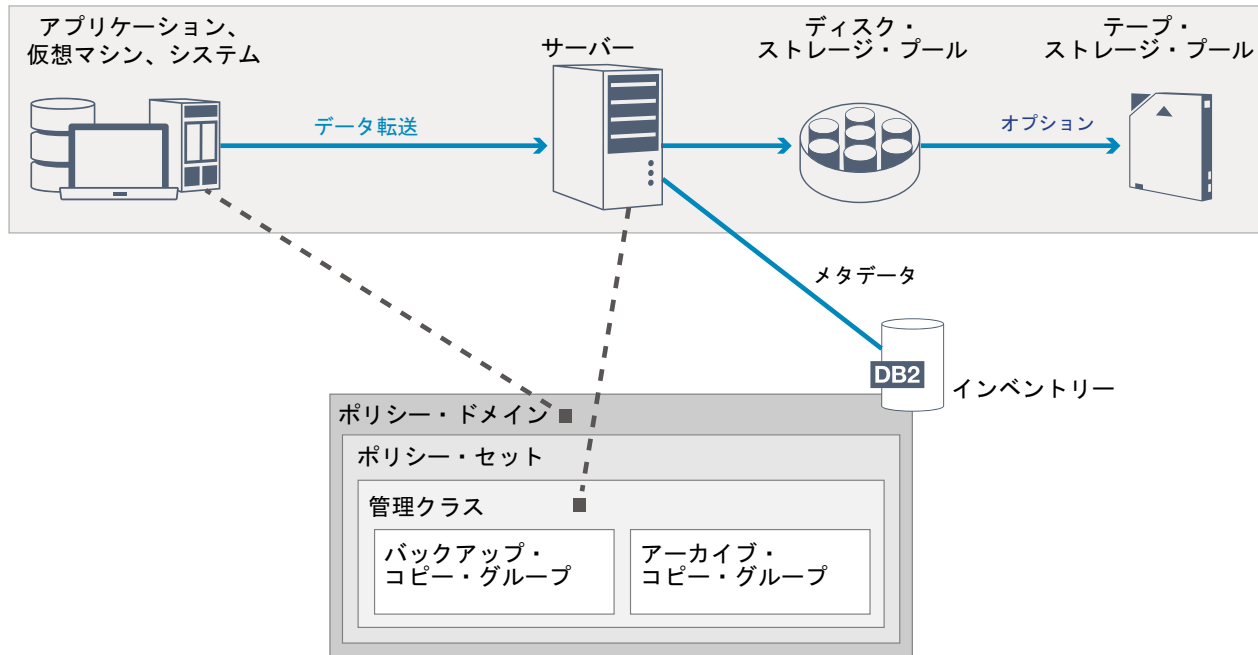 アプリケーション、
仮想マシン、システム
サーバー
ディスク・
ストレージ・プール
テープ・
ストレージ・プール
データ転送
オプション
メタデータ
DB2
インベントリー
ポリシー・ドメイン
ポリシー・セット
管理クラス
バックアップ・
コピー・グループ
アーカイブ・
コピー・グループ